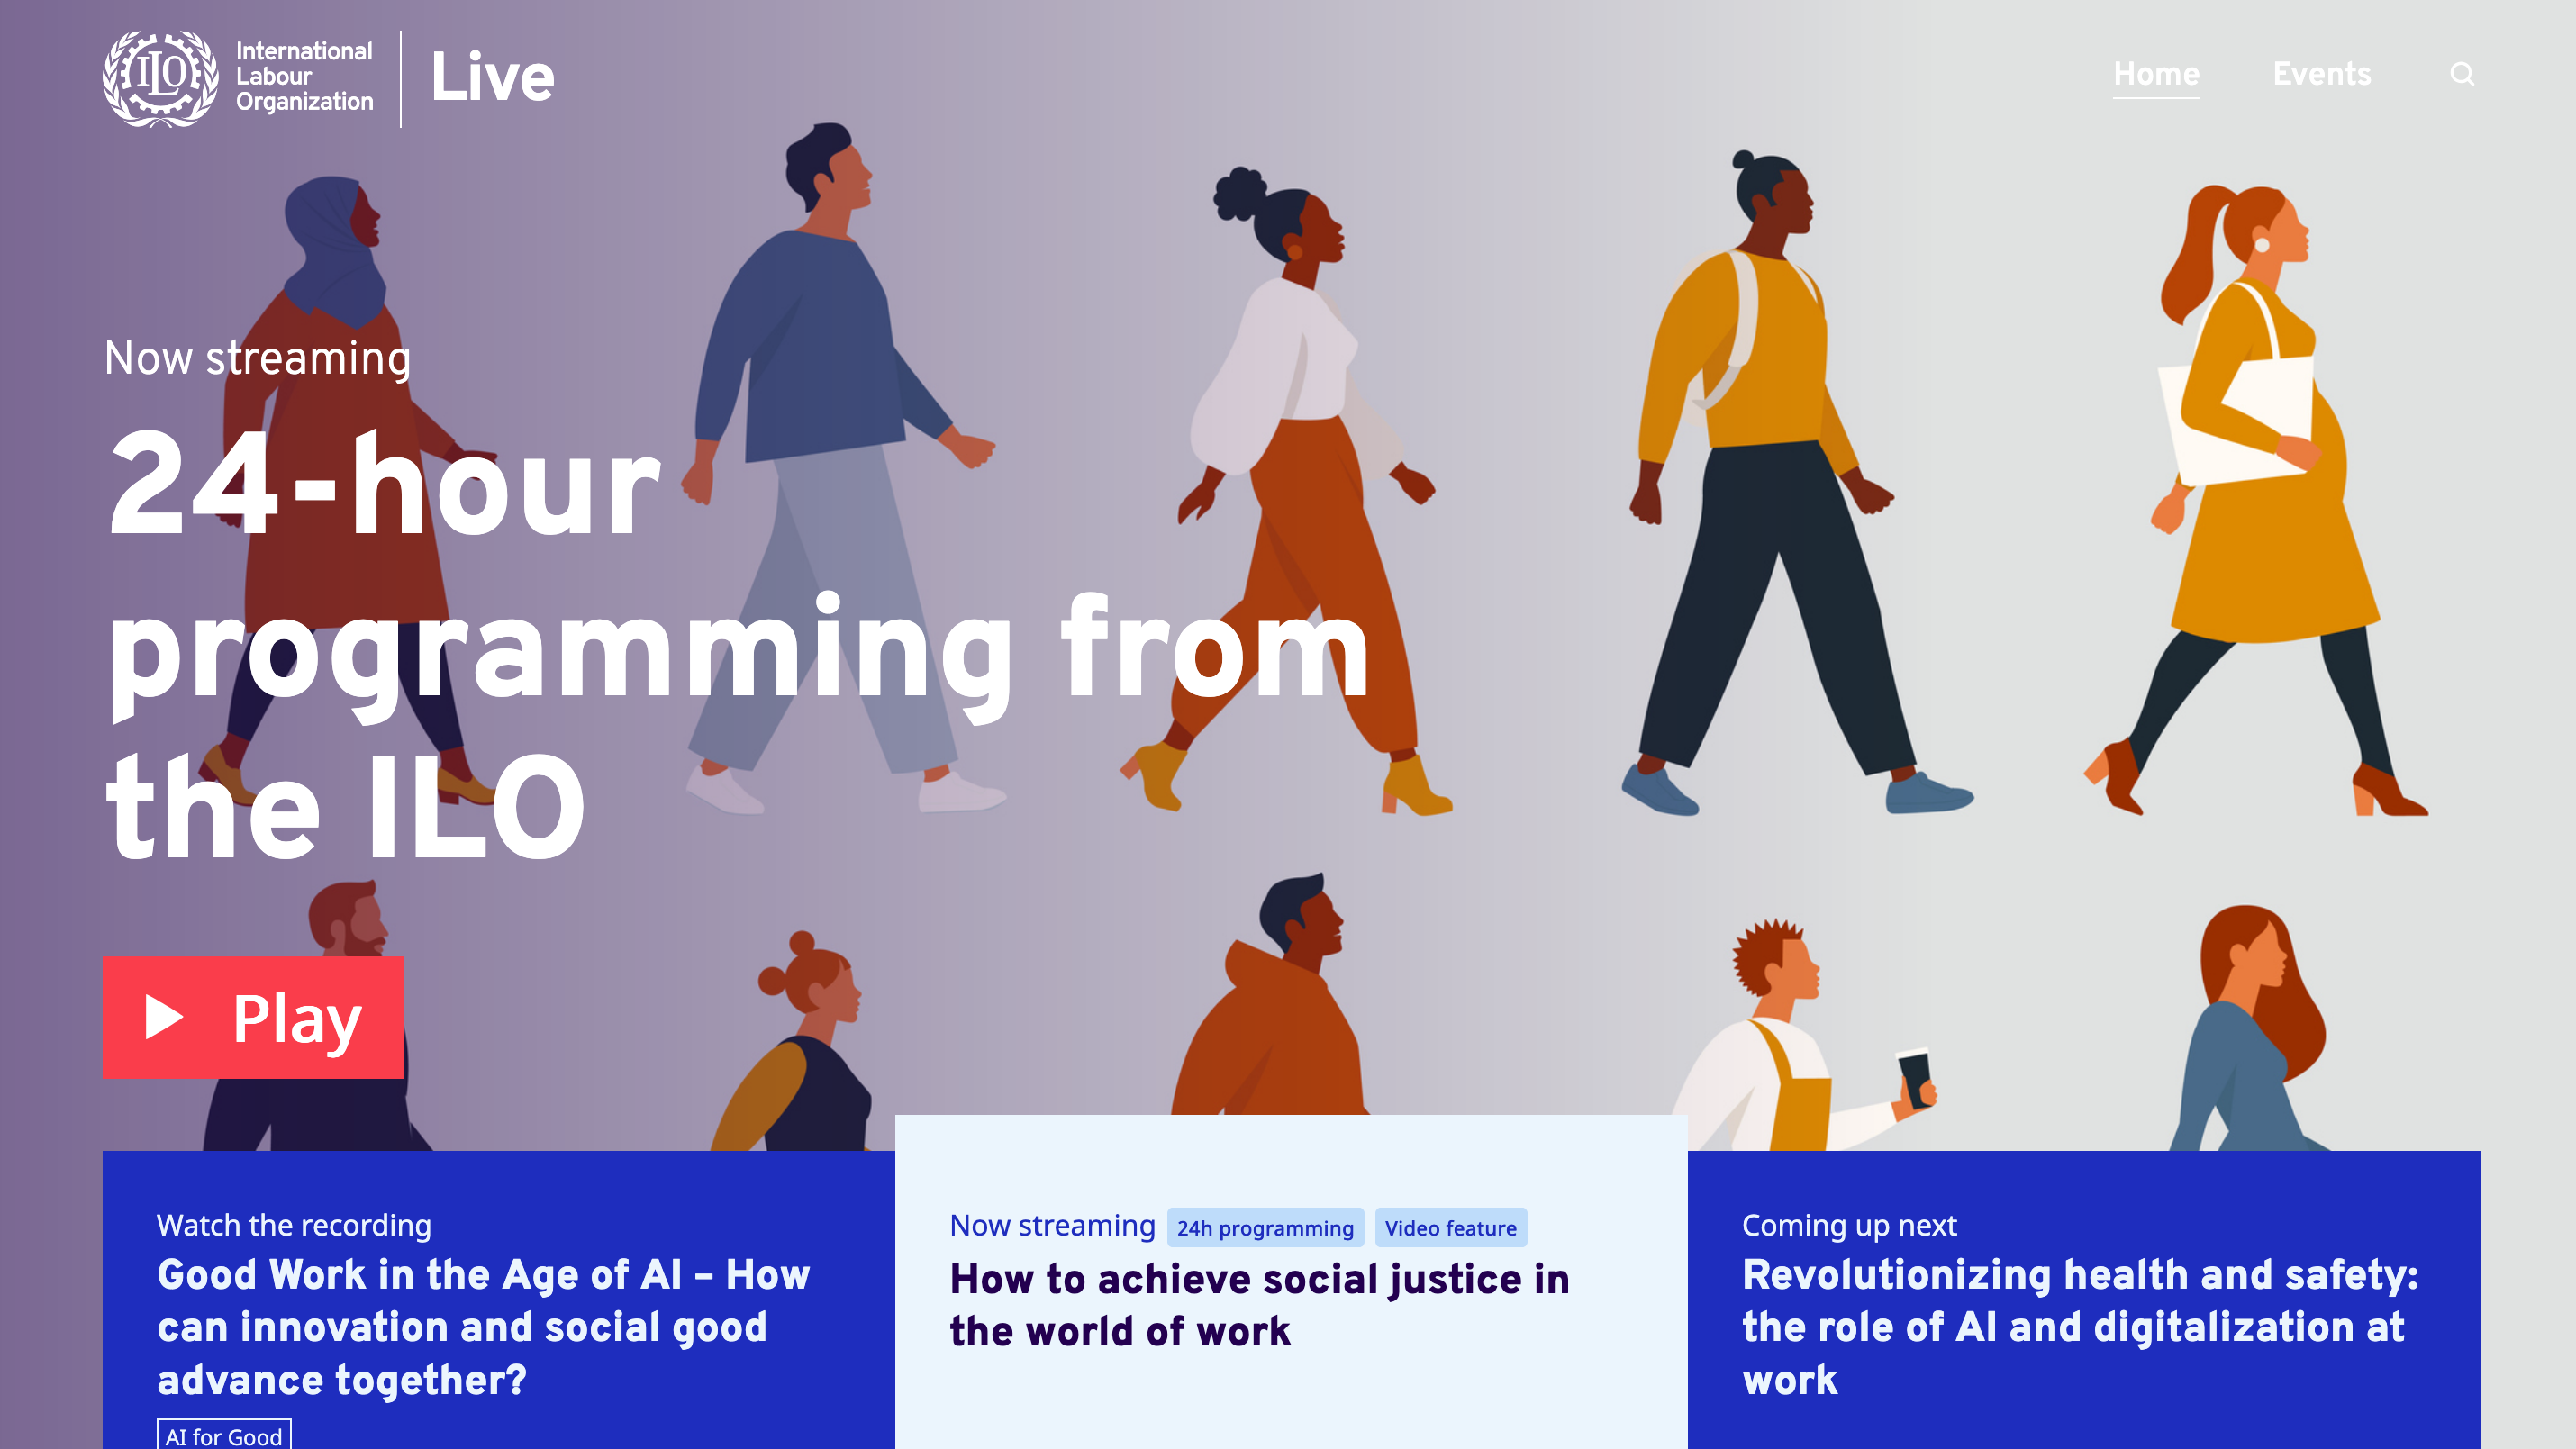 ILO
International
Labour
Organization
Live
Home
Events
Now streaming
24-hour
programming from
the ILO
Play
Watch the recording
Good Work in the Age of AI – How
can innovation and social good
advance together?
AI for Good
Now streaming 24h programming Video feature
How to achieve social justice in
the world of work
Coming up next
Revolutionizing health and safety:
the role of AI and digitalization at
work